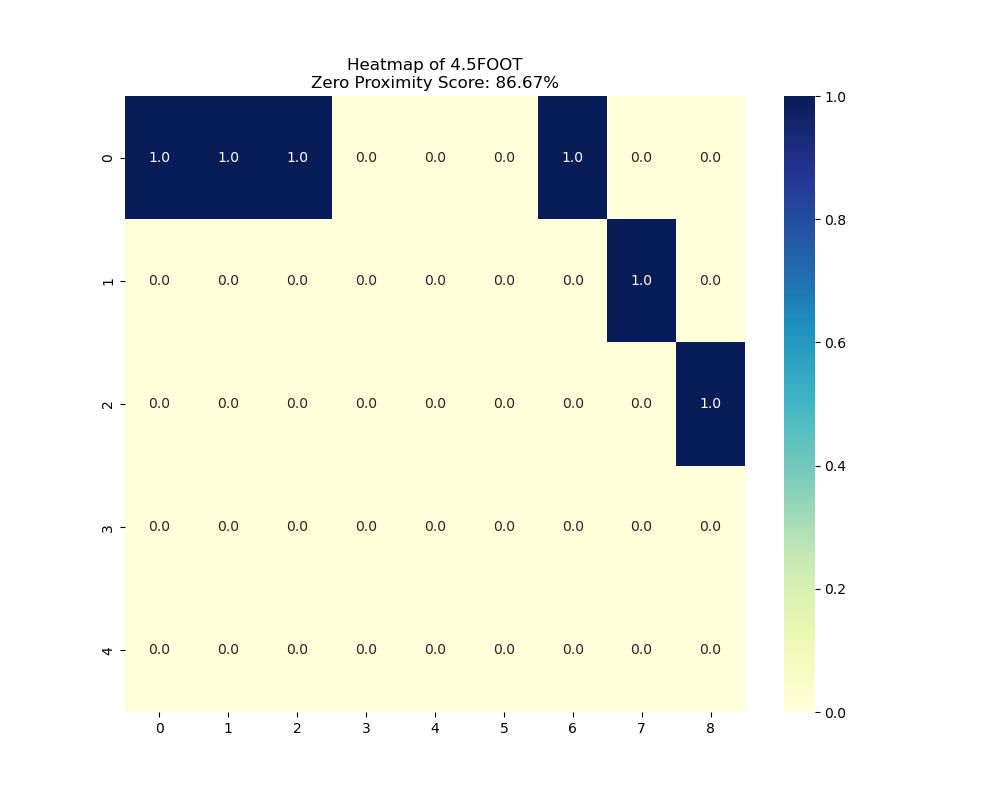 Heatmap of 4.5FOOT
Zero Proximity Score: 86.67%
0 1.0 1.0 1.0 0.0 0.0 0.0 1.0 0.0 0.0
1 0.0 0.0 0.0 0.0 0.0 0.0 0.0 1.0 0.0
2 0.0 0.0 0.0 0.0 0.0 0.0 0.0 0.0 1.0
3 0.0 0.0 0.0 0.0 0.0 0.0 0.0 0.0 0.0
4 0.0 0.0 0.0 0.0 0.0 0.0 0.0 0.0 0.0
0 1 2 3 4 5 6 7 8
1.0
0.8
0.6
0.4
0.2
0.0